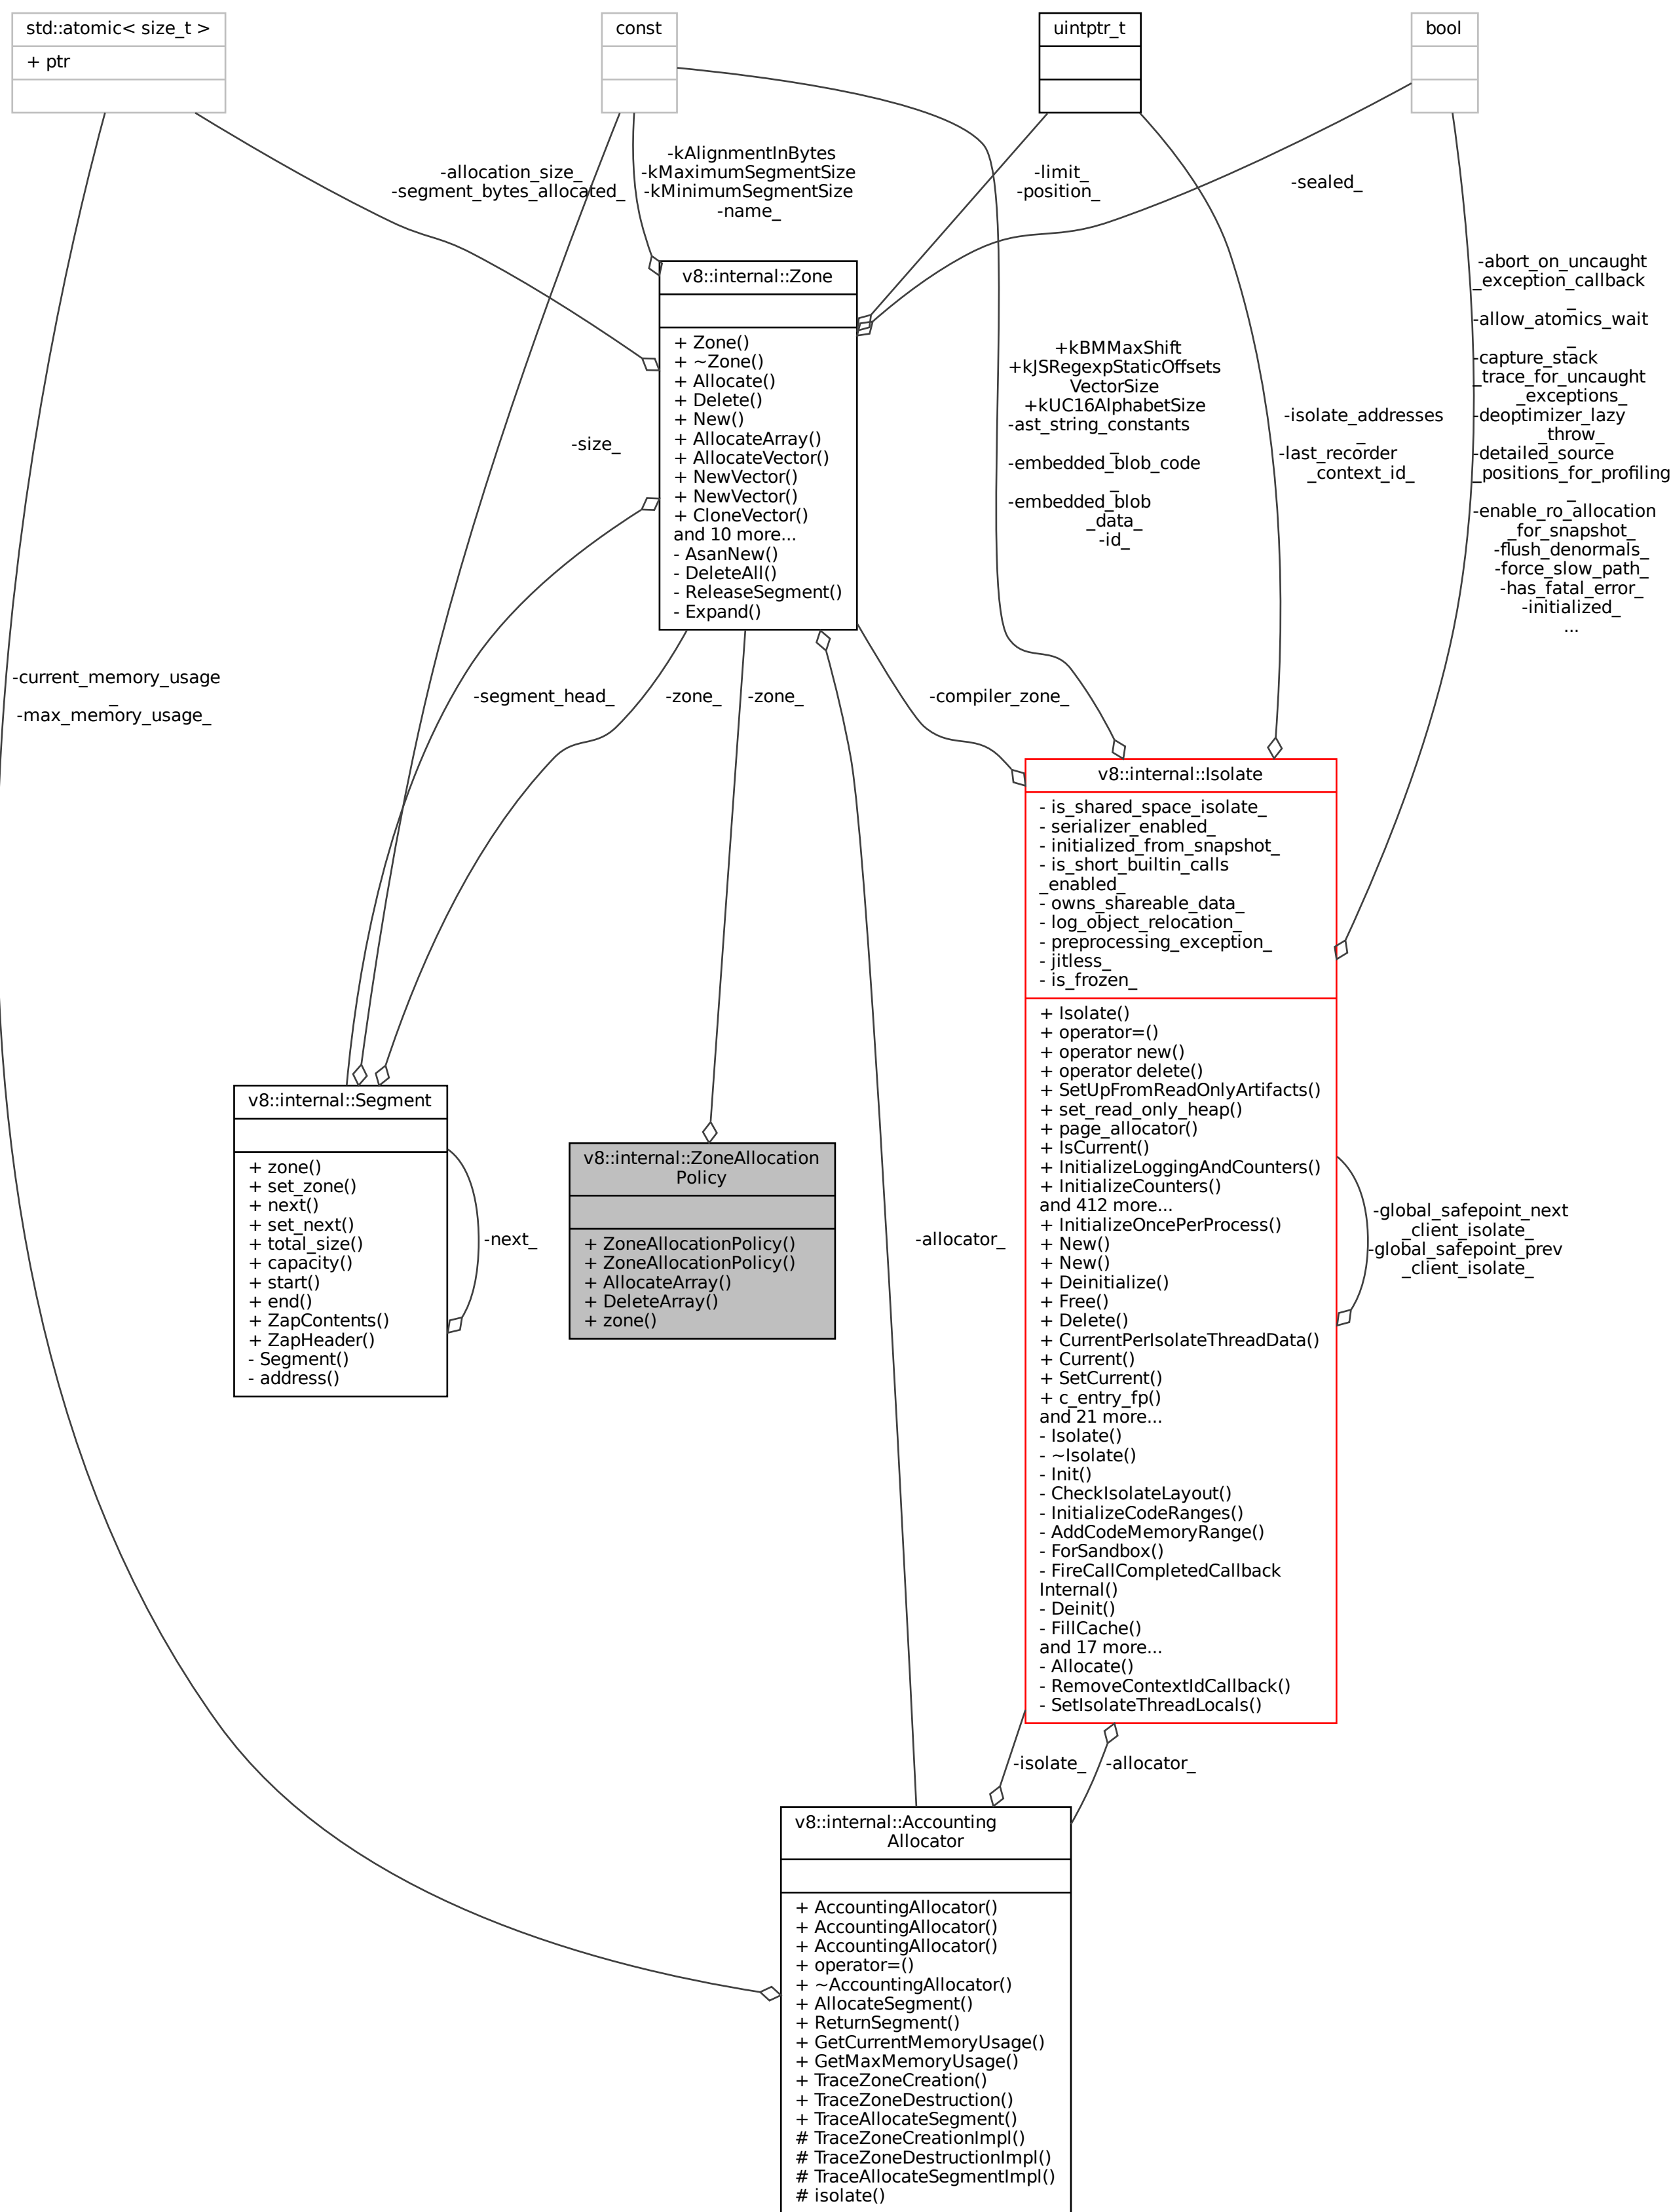 std::atomic< size_t >
+ ptr
const
uintptr_t
bool
-allocation_size_
-segment_bytes_allocated_
-kAlignmentInBytes
-kMaximumSegmentSize
-kMinimumSegmentSize
-name_
-limit_
-position_
-sealed_
v8::internal::Zone
+ Zone()
+ ~Zone()
+ Allocate()
+ Delete()
+ New()
+ AllocateArray()
+ AllocateVector()
+ NewVector()
+ NewVector()
+ CloneVector()
and 10 more...
- AsanNew()
- DeleteAll()
- ReleaseSegment()
- Expand()
-size_
+kBMMaxShift
+kJSRegexpStaticOffsets
VectorSize
+kUC16AlphabetSize
-ast_string_constants
_
-embedded_blob_code
_
-embedded_blob
_data_
-id_
-isolate_addresses
_
-last_recorder
_context_id_
-abort_on_uncaught
_exception_callback
_
-allow_atomics_wait
_
-capture_stack
_trace_for_uncaught
_exceptions_
-deoptimizer_lazy
_throw_
-detailed_source
_positions_for_profiling
_
-enable_ro_allocation
_for_snapshot_
-flush_denormals_
-force_slow_path_
-has_fatal_error_
-initialized_
...
-current_memory_usage
_
-max_memory_usage_
-segment_head_
-zone_
-zone_
-compiler_zone_
v8::internal::Isolate
- is_shared_space_isolate_
- serializer_enabled_
- initialized_from_snapshot_
- is_short_builtin_calls
_enabled_
- owns_shareable_data_
- log_object_relocation_
- preprocessing_exception_
- jitless_
- is_frozen_
+ Isolate()
+ operator=()
+ operator new()
+ operator delete()
+ SetUpFromReadOnlyArtifacts()
+ set_read_only_heap()
+ page_allocator()
+ IsCurrent()
+ InitializeLoggingAndCounters()
+ InitializeCounters()
and 412 more...
+ InitializeOncePerProcess()
+ New()
+ New()
+ Deinitialize()
+ Free()
+ Delete()
+ CurrentPerIsolateThreadData()
+ Current()
+ SetCurrent()
+ c_entry_fp()
and 21 more...
- Isolate()
- ~Isolate()
- Init()
- CheckIsolateLayout()
- InitializeCodeRanges()
- AddCodeMemoryRange()
- ForSandbox()
- FireCallCompletedCallback
Internal()
- Deinit()
- FillCache()
and 17 more...
- Allocate()
- RemoveContextIdCallback()
- SetIsolateThreadLocals()
v8::internal::Segment
+ zone()
+ set_zone()
+ next()
+ set_next()
+ total_size()
+ capacity()
+ start()
+ end()
+ ZapContents()
+ ZapHeader()
- Segment()
- address()
-next_
v8::internal::ZoneAllocation
Policy
+ ZoneAllocationPolicy()
+ ZoneAllocationPolicy()
+ AllocateArray()
+ DeleteArray()
+ zone()
-allocator_
-global_safepoint_next
_client_isolate_
-global_safepoint_prev
_client_isolate_
-isolate_
-allocator_
v8::internal::Accounting
Allocator
+ AccountingAllocator()
+ AccountingAllocator()
+ AccountingAllocator()
+ operator=()
+ ~AccountingAllocator()
+ AllocateSegment()
+ ReturnSegment()
+ GetCurrentMemoryUsage()
+ GetMaxMemoryUsage()
+ TraceZoneCreation()
+ TraceZoneDestruction()
+ TraceAllocateSegment()
# TraceZoneCreationImpl()
# TraceZoneDestructionImpl()
# TraceAllocateSegmentImpl()
# isolate()